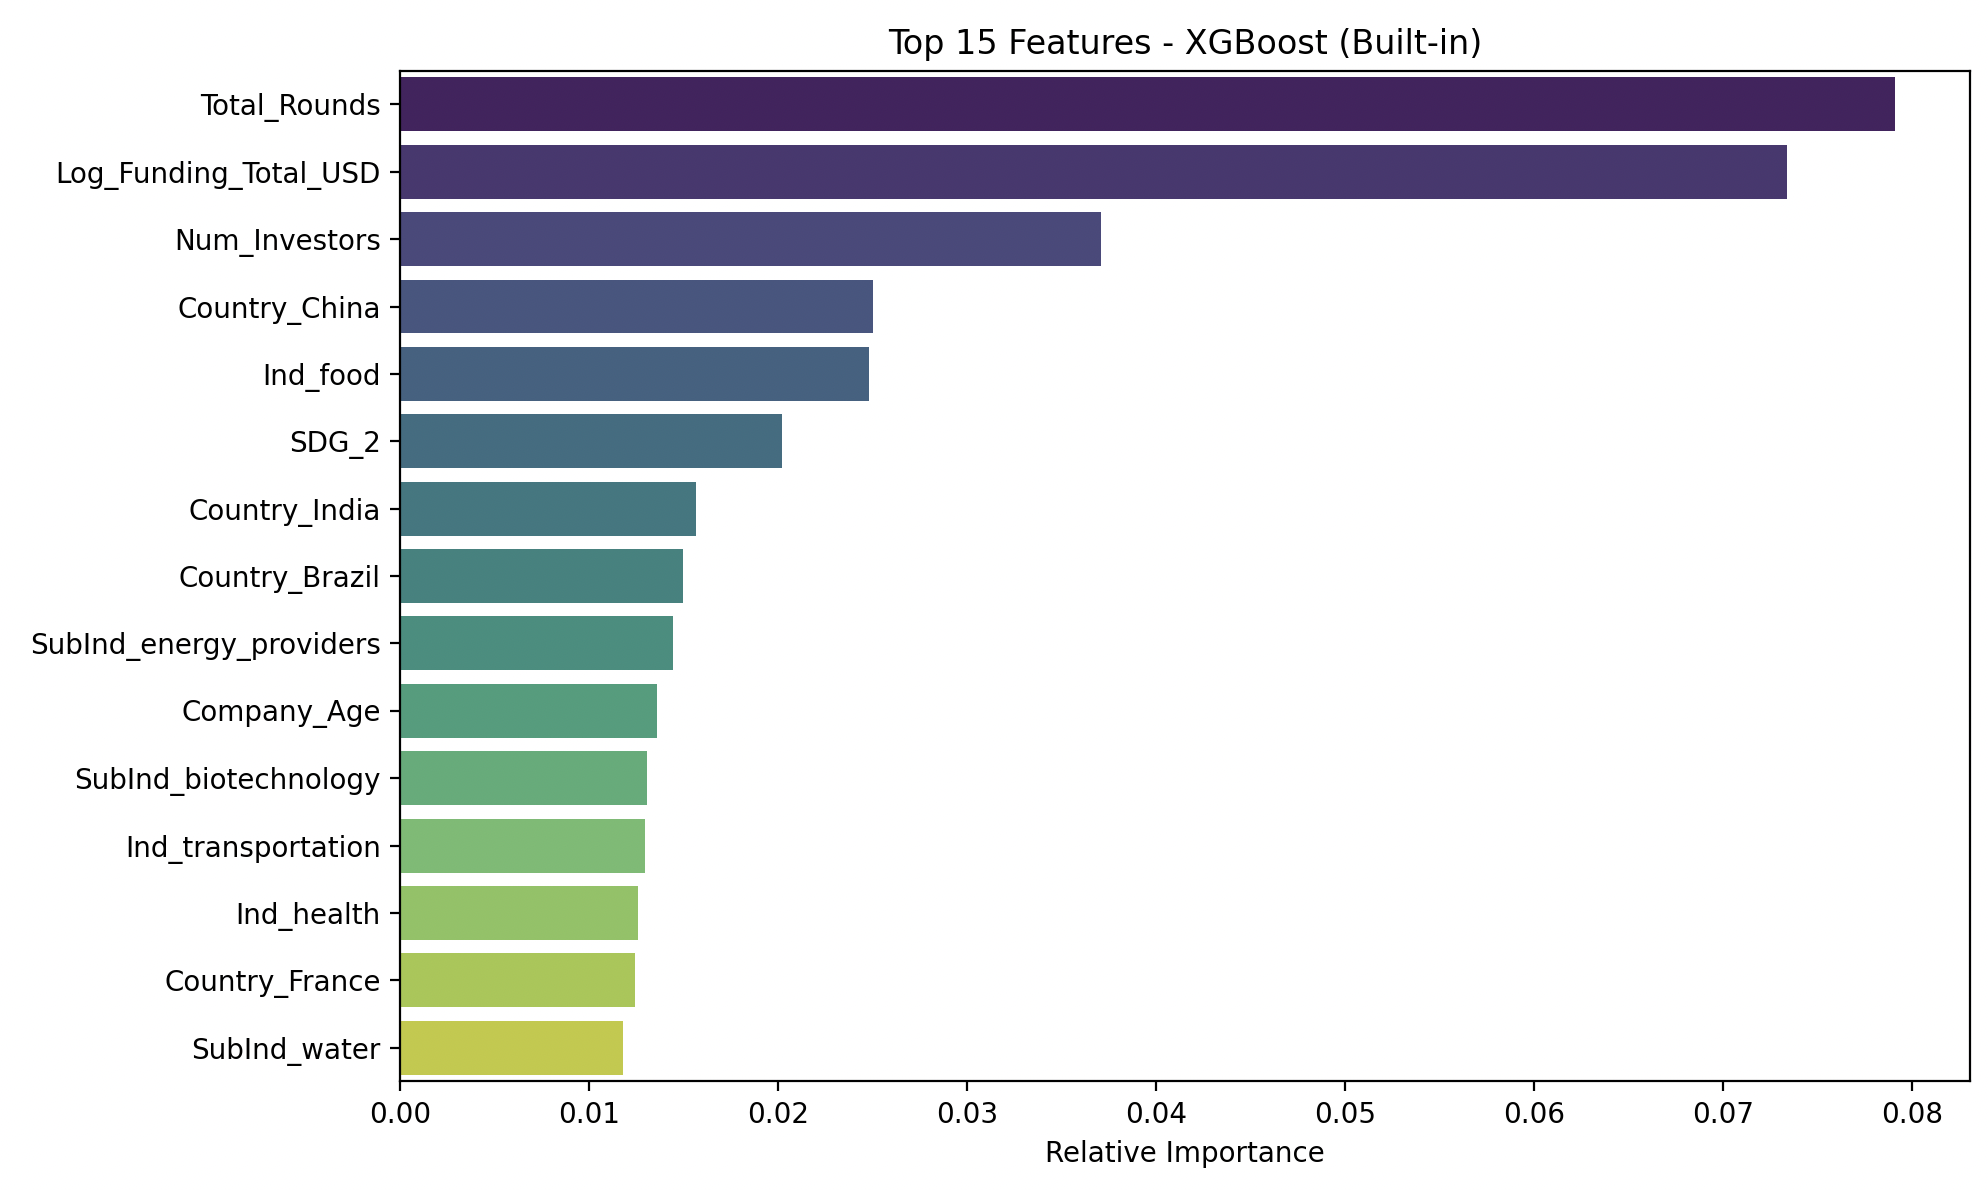 Top 15 Features - XGBoost (Built-in)
Total_Rounds
Log_Funding_Total_USD
Num_Investors
Country_China
Ind_food
SDG_2
Country_India
Country_Brazil
SubInd_energy_providers
Company_Age
SubInd_biotechnology
Ind_transportation
Ind_health
Country_France
SubInd_water
0.00 0.01 0.02 0.03 0.04 0.05 0.06 0.07 0.08
Relative Importance